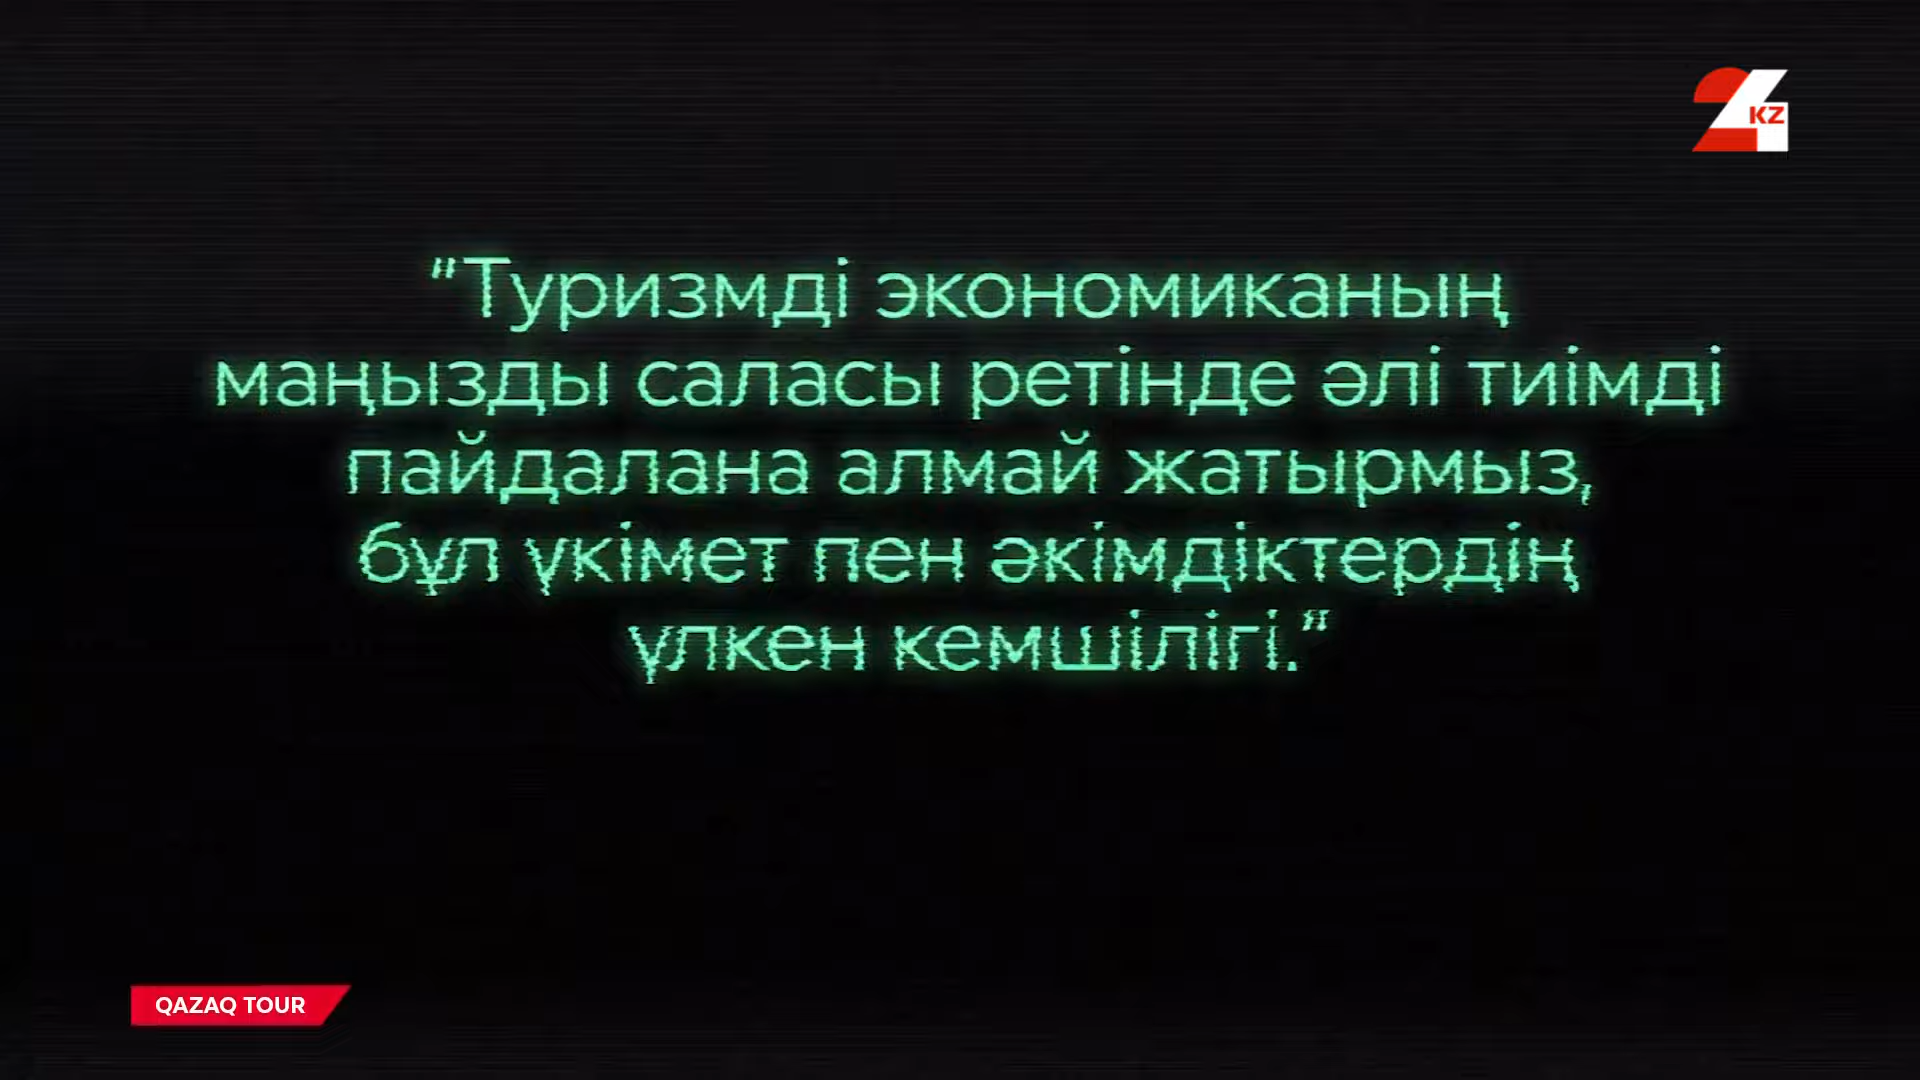 24
KZ
"Туризмді экономиканың
маңызды саласы ретінде әлі тиімді
пайдалана алмай жатырмыз,
бұл үкімет пен әкімдіктердің
үлкен кемшілігі."
QAZAQ TOUR